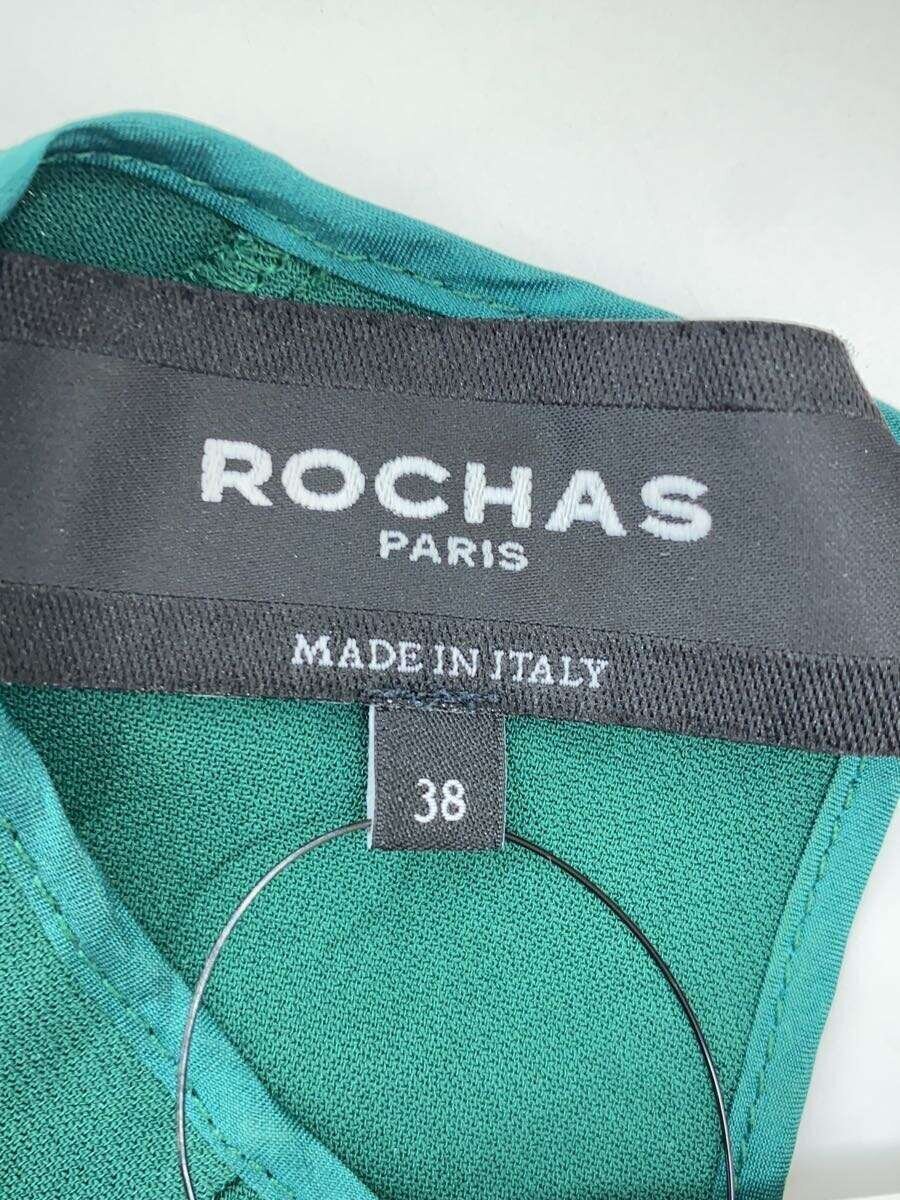 ROCHAS
PARIS
MADE IN ITALY
38